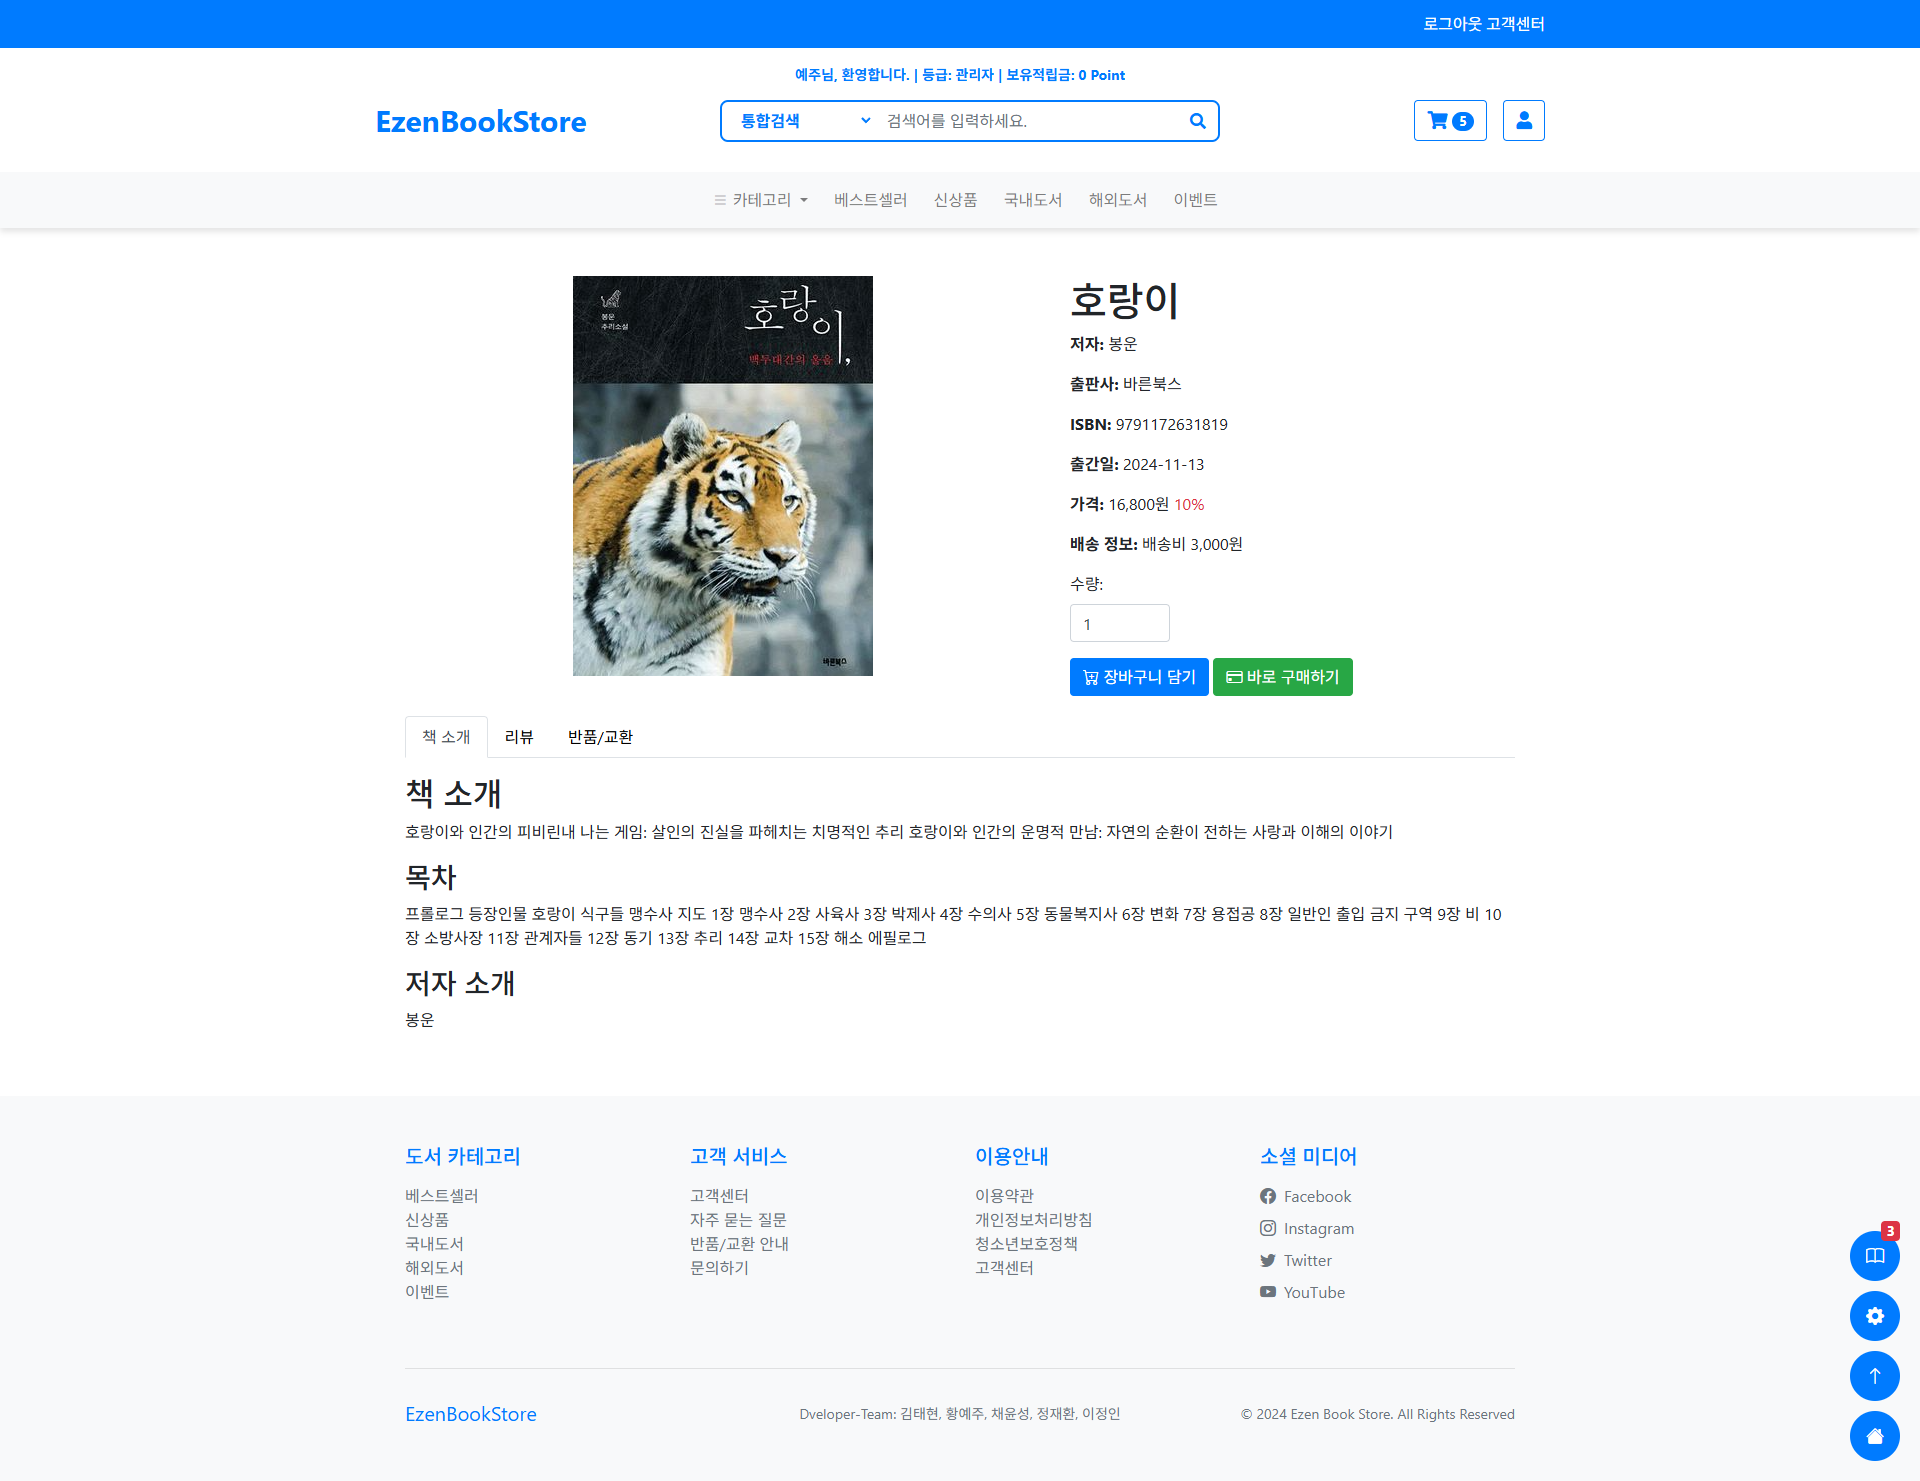 로그아웃 고객센터
예주님, 환영합니다. | 등급: 관리자 | 보유적립금: 0 Point
EzenBookStore
통합검색 검색어를 입력하세요.
5
카테고리 베스트셀러 신상품 국내도서 해외도서 이벤트
봉운
추리소설
호랑이,
백두대간의 울음
바른북스
호랑이
저자: 봉운
출판사: 바른북스
ISBN: 9791172631819
출간일: 2024-11-13
가격: 16,800원 10%
배송 정보: 배송비 3,000원
수량:
1
장바구니 담기 바로 구매하기
책 소개 리뷰 반품/교환
책 소개
호랑이와 인간의 피비린내 나는 게임: 살인의 진실을 파헤치는 치명적인 추리 호랑이와 인간의 운명적 만남: 자연의 순환이 전하는 사랑과 이해의 이야기
목차
프롤로그 등장인물 호랑이 식구들 맹수사 지도 1장 맹수사 2장 사육사 3장 박제사 4장 수의사 5장 동물복지사 6장 변화 7장 용접공 8장 일반인 출입 금지 구역 9장 비 10
장 소방사장 11장 관계자들 12장 동기 13장 추리 14장 교차 15장 해소 에필로그
저자 소개
봉운
도서 카테고리
베스트셀러
신상품
국내도서
해외도서
이벤트
고객 서비스
고객센터
자주 묻는 질문
반품/교환 안내
문의하기
이용안내
이용약관
개인정보처리방침
청소년보호정책
고객센터
소셜 미디어
Facebook
Instagram
Twitter
YouTube
3
EzenBookStore
Dveloper-Team: 김태현, 황예주, 채윤성, 정재환, 이정인
© 2024 Ezen Book Store. All Rights Reserved